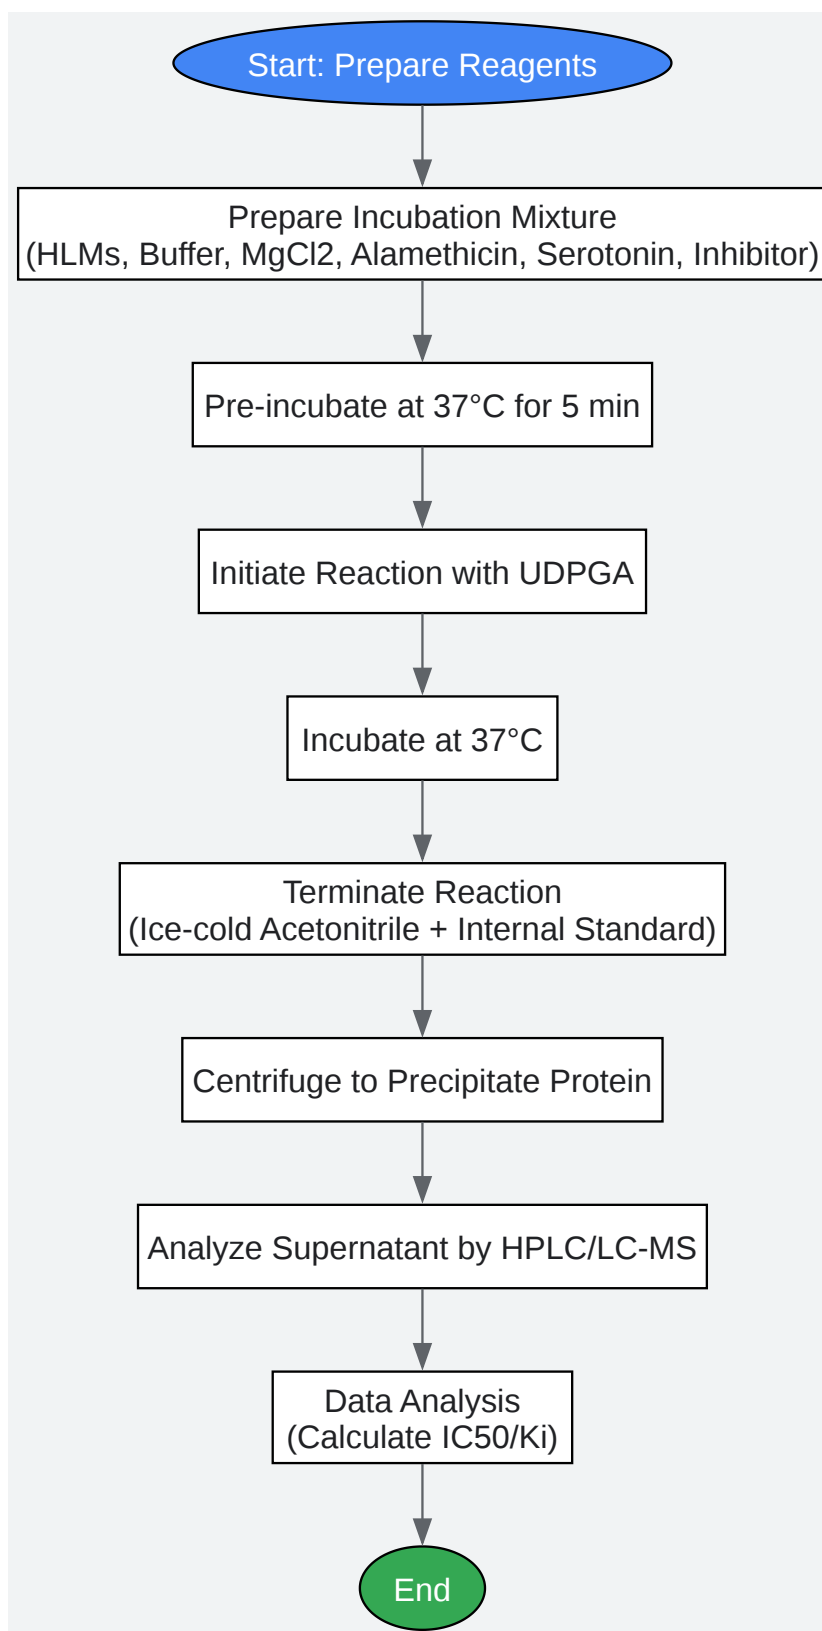 Start: Prepare Reagents
Prepare Incubation Mixture
(HLMs, Buffer, MgCl2, Alamethicin, Serotonin, Inhibitor)
Pre-incubate at 37°C for 5 min
Initiate Reaction with UDPGA
Incubate at 37°C
Terminate Reaction
(Ice-cold Acetonitrile + Internal Standard)
Centrifuge to Precipitate Protein
Analyze Supernatant by HPLC/LC-MS
Data Analysis
(Calculate IC50/Ki)
End